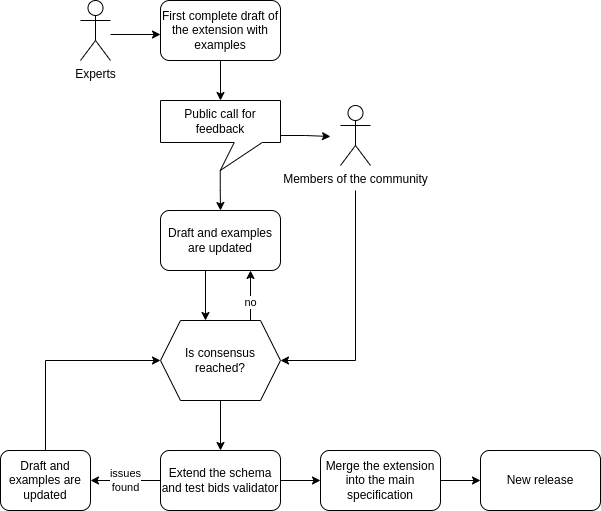 First complete draft of
the extension with
examples
Experts
Public call for
feedback
Members of the community
Draft and examples
are updated
no
Is consensus
reached?
Draft and
examples are
updated
issues
found
Extend the schema
and test bids validator
Merge the extension
into the main
specification
New release